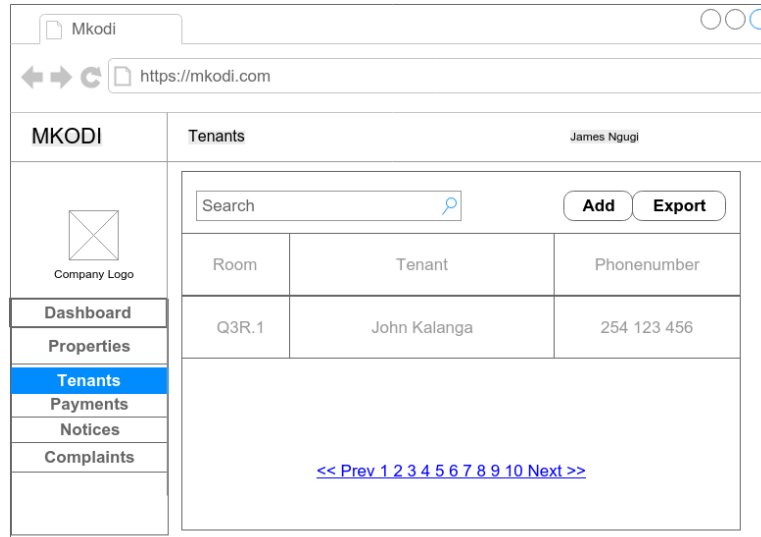 Mkodi
https://mkodi.com
MKODI
Tenants
James Ngugi
Company Logo
Dashboard
Properties
Tenants
Payments
Notices
Complaints
Search
Add
Export
Room Tenant Phonenumber
Q3R.1 John Kalanga 254 123 456
<< Prev 1 2 3 4 5 6 7 8 9 10 Next >>